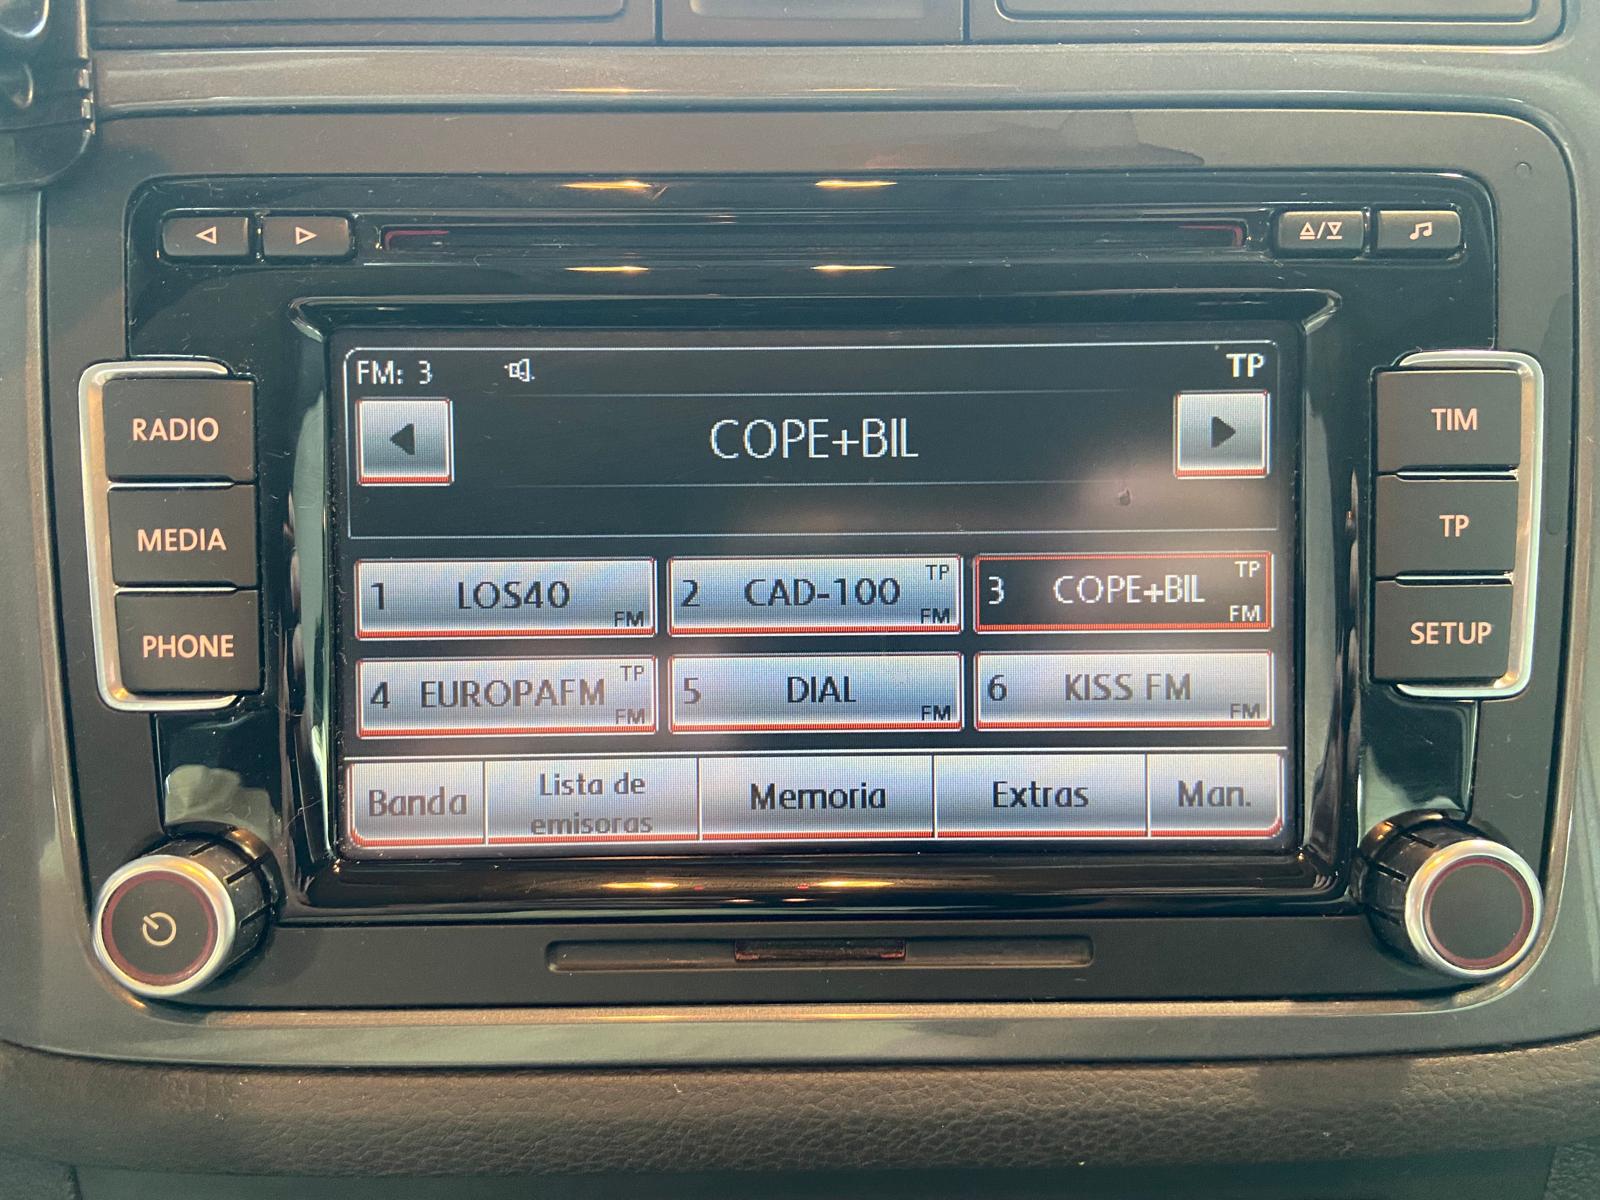 RADIO
MEDIA
PHONE
FM: 3
TP
COPE+BIL
1 LOS40 FM
2 CAD-100 TP FM
3 COPE+BIL TP FM
4 EUROPAFM TP FM
5 DIAL FM
6 KISS FM FM
Banda
Lista de
emisoras
Memoria
Extras
Man.
TIM
TP
SETUP